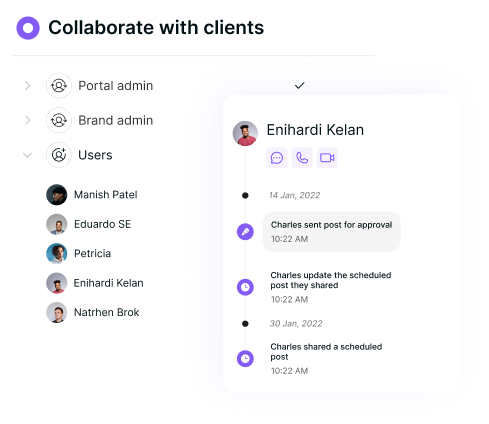 Collaborate with clients
Portal admin
Brand admin
Users
Manish Patel
Eduardo SE
Petricia
Enihardi Kelan
Natrhen Brok
Enihardi Kelan
14 Jan, 2022
Charles sent post for approval
10:22 AM
Charles update the scheduled
post they shared
10:22 AM
30 Jan, 2022
Charles shared a scheduled
post
10:22 AM